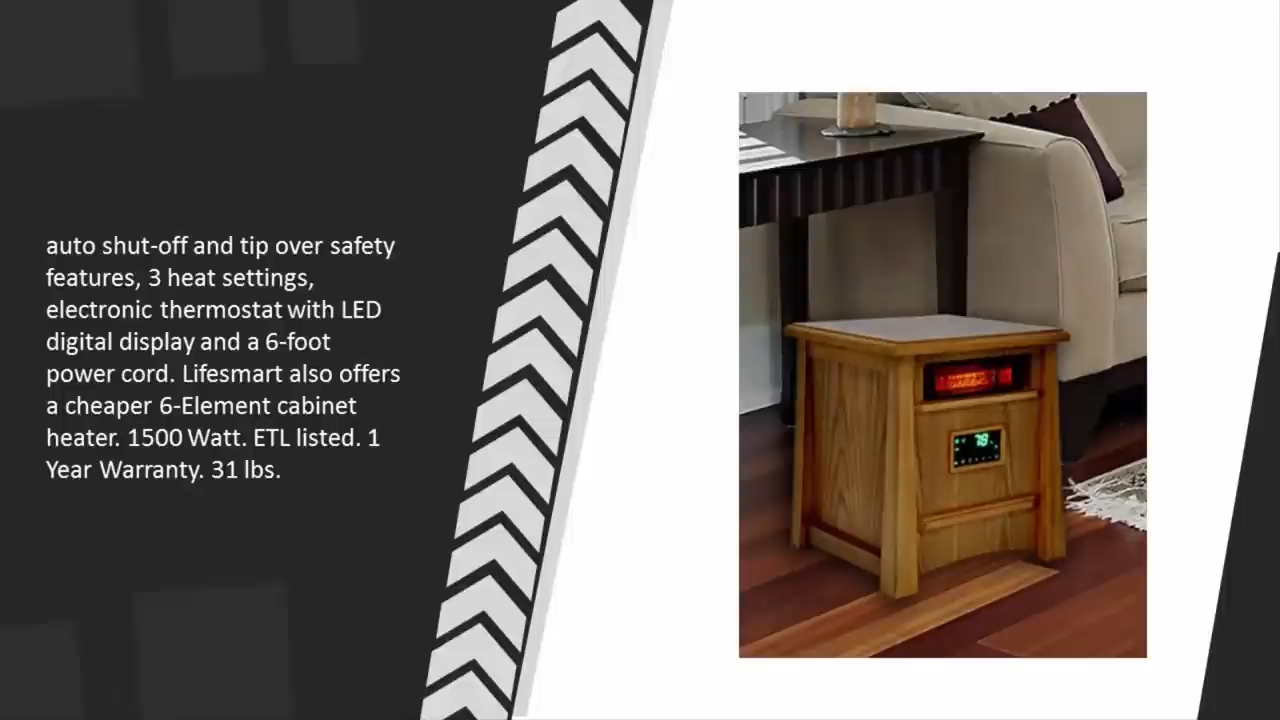 auto shut-off and tip over safety
features, 3 heat settings,
electronic thermostat with LED
digital display and a 6-foot
power cord. Lifesmart also offers
a cheaper 6-Element cabinet
heater. 1500 Watt. ETL listed. 1
Year Warranty. 31 lbs.
78